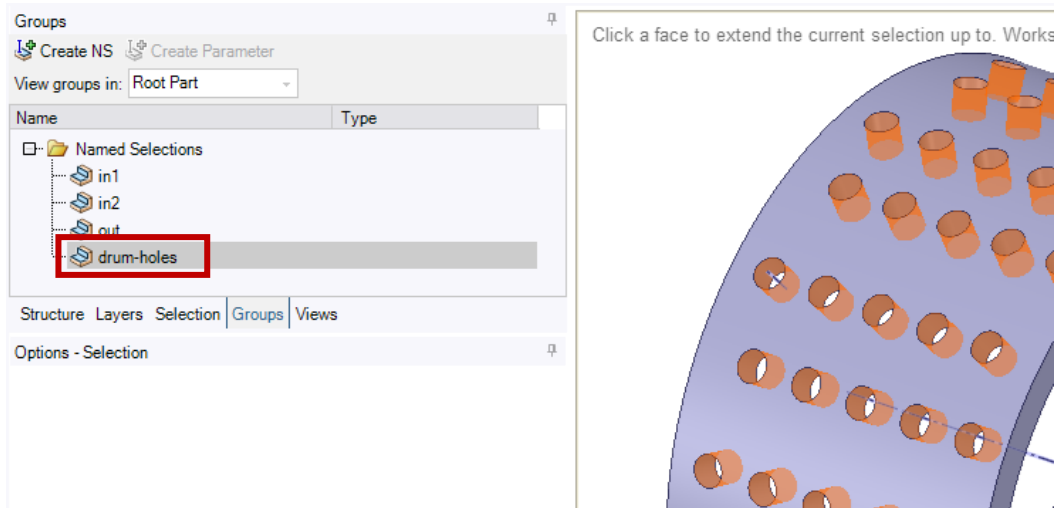 Groups
Create NS Create Parameter
View groups in: Root Part
Name Type
Named Selections
in1
in2
out
drum-holes
Structure Layers Selection Groups Views
Options - Selection
Click a face to extend the current selection up to. Works